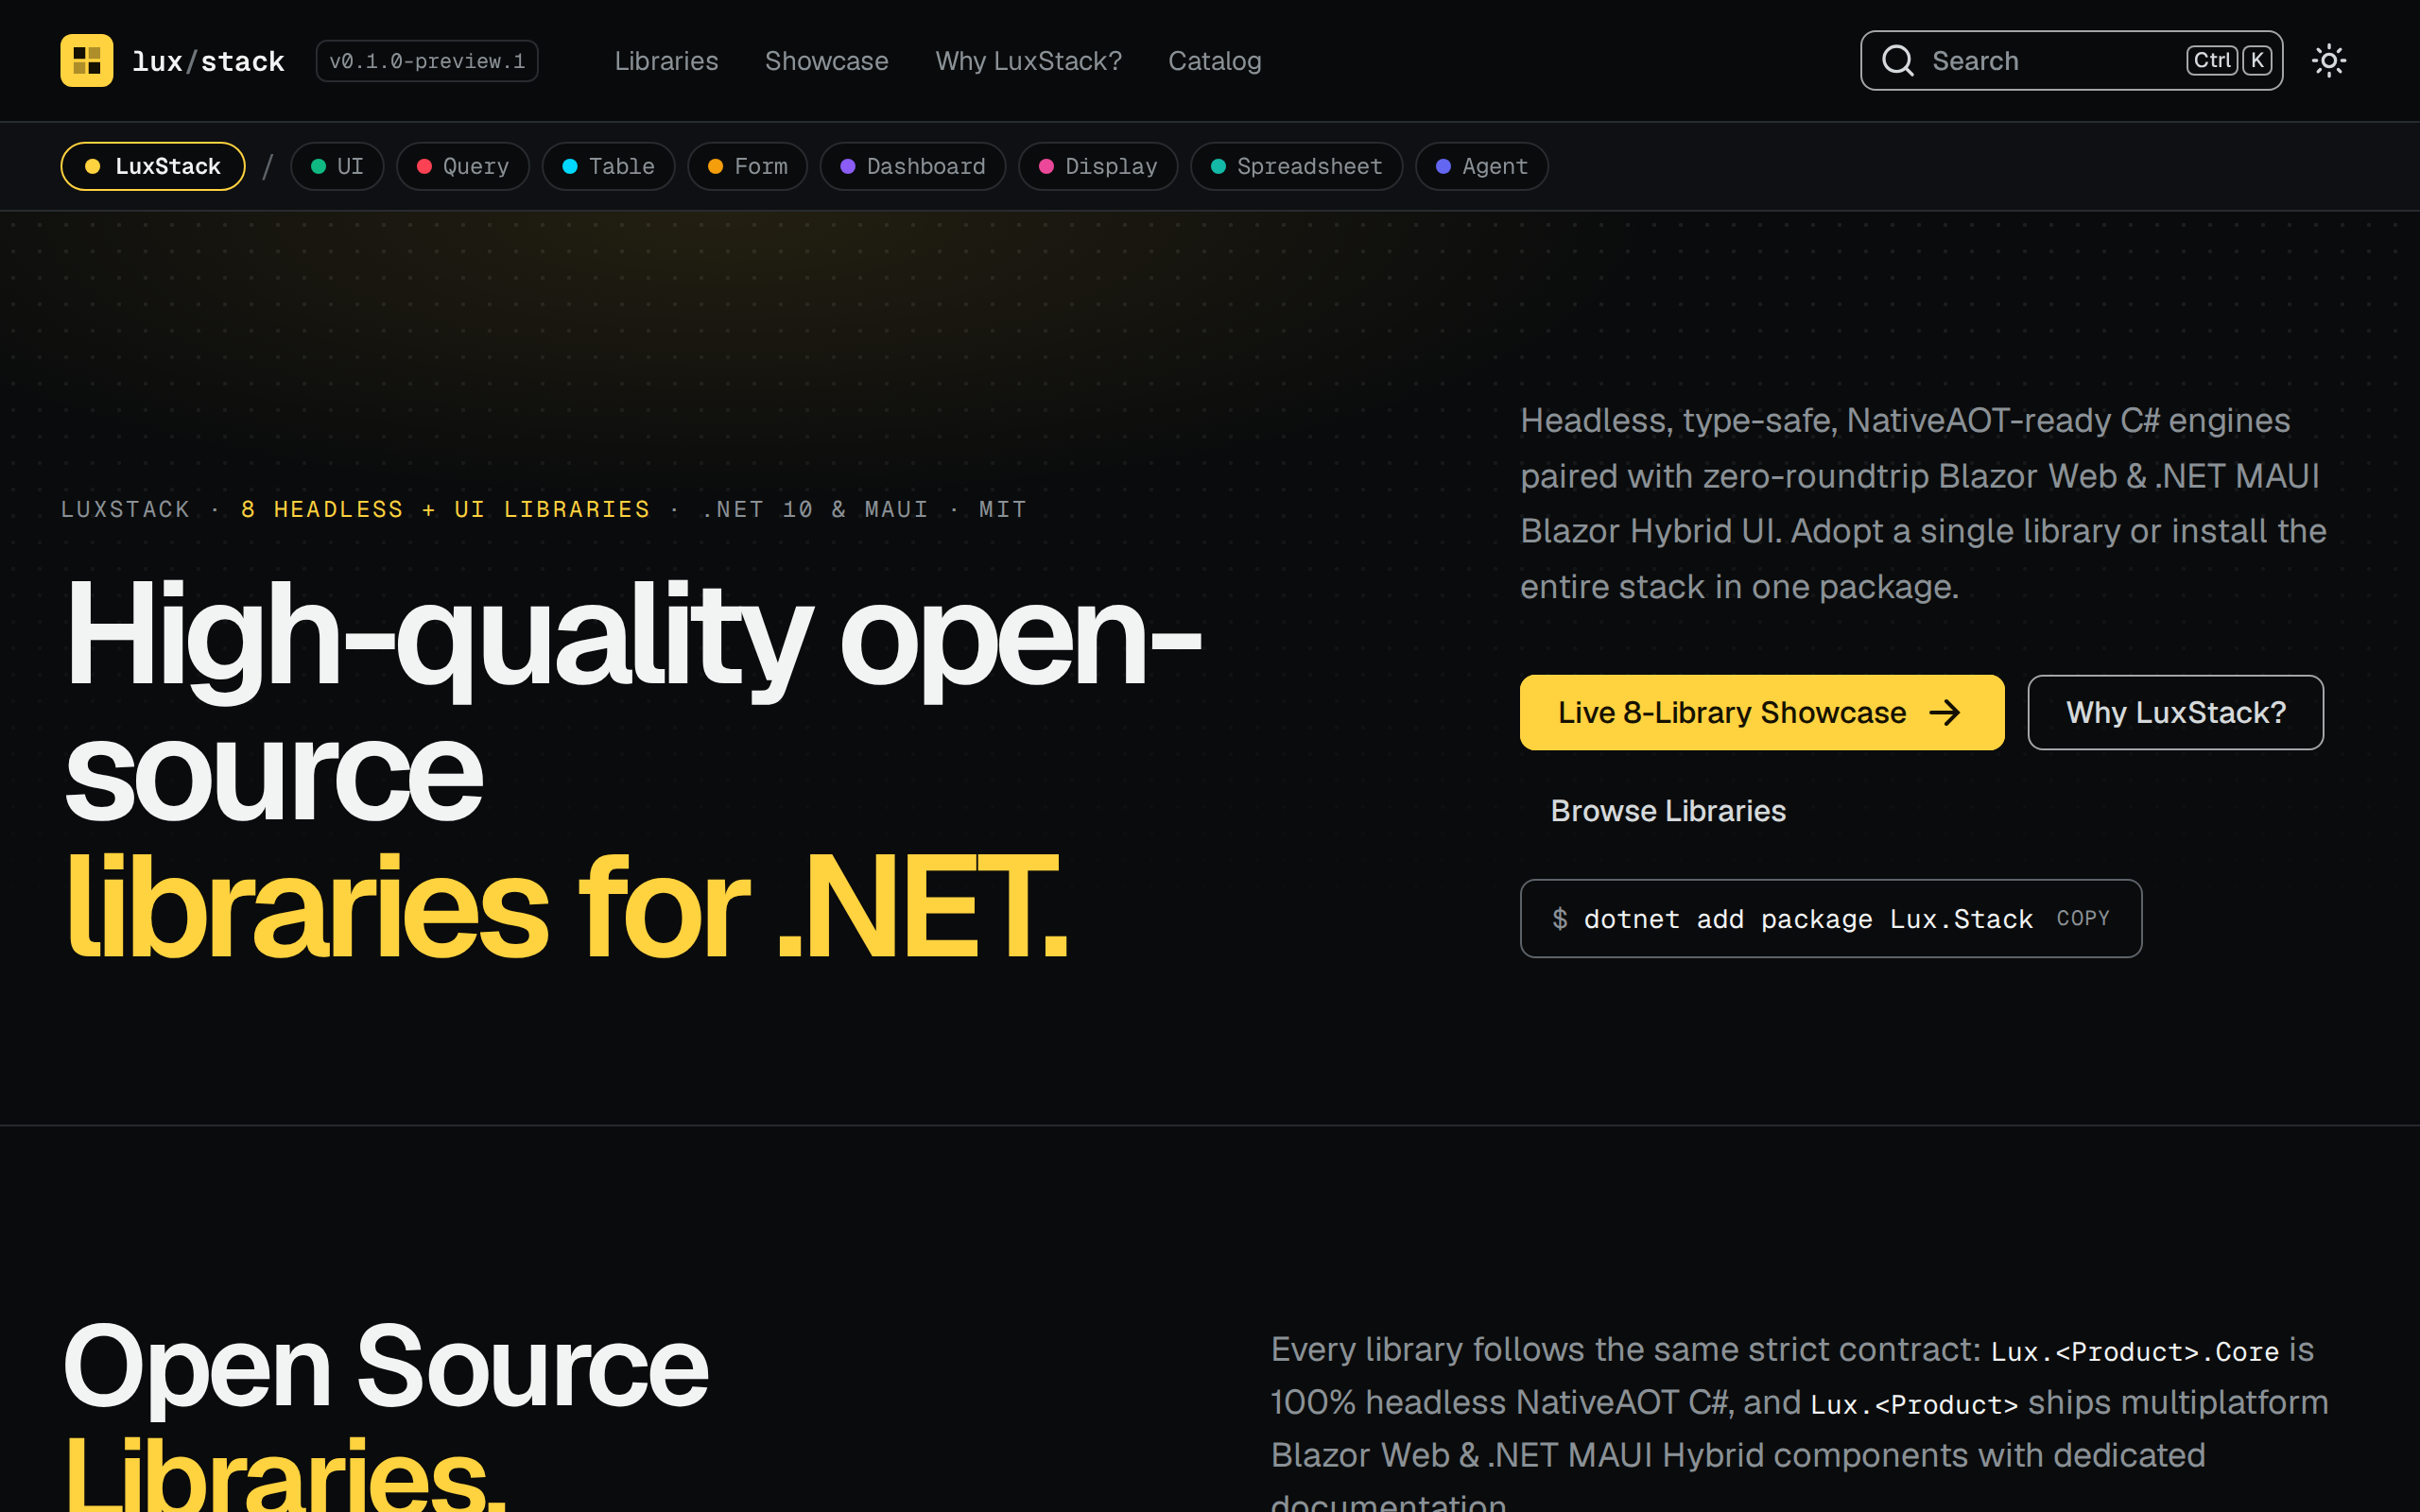 lux/stack
v0.1.0-preview.1
Libraries
Showcase
Why LuxStack?
Catalog
Search
Ctrl K
LuxStack / UI Query Table Form Dashboard Display Spreadsheet Agent
LUXSTACK · 8 HEADLESS + UI LIBRARIES · .NET 10 & MAUI · MIT
High-quality open-
source
libraries for .NET.
Headless, type-safe, NativeAOT-ready C# engines
paired with zero-roundtrip Blazor Web & .NET MAUI
Blazor Hybrid UI. Adopt a single library or install the
entire stack in one package.
Live 8-Library Showcase →
Why LuxStack?
Browse Libraries
$ dotnet add package Lux.Stack COPY
Open Source
Libraries.
Every library follows the same strict contract: Lux.<Product>.Core is
100% headless NativeAOT C#, and Lux.<Product> ships multiplatform
Blazor Web & .NET MAUI Hybrid components with dedicated
documentation